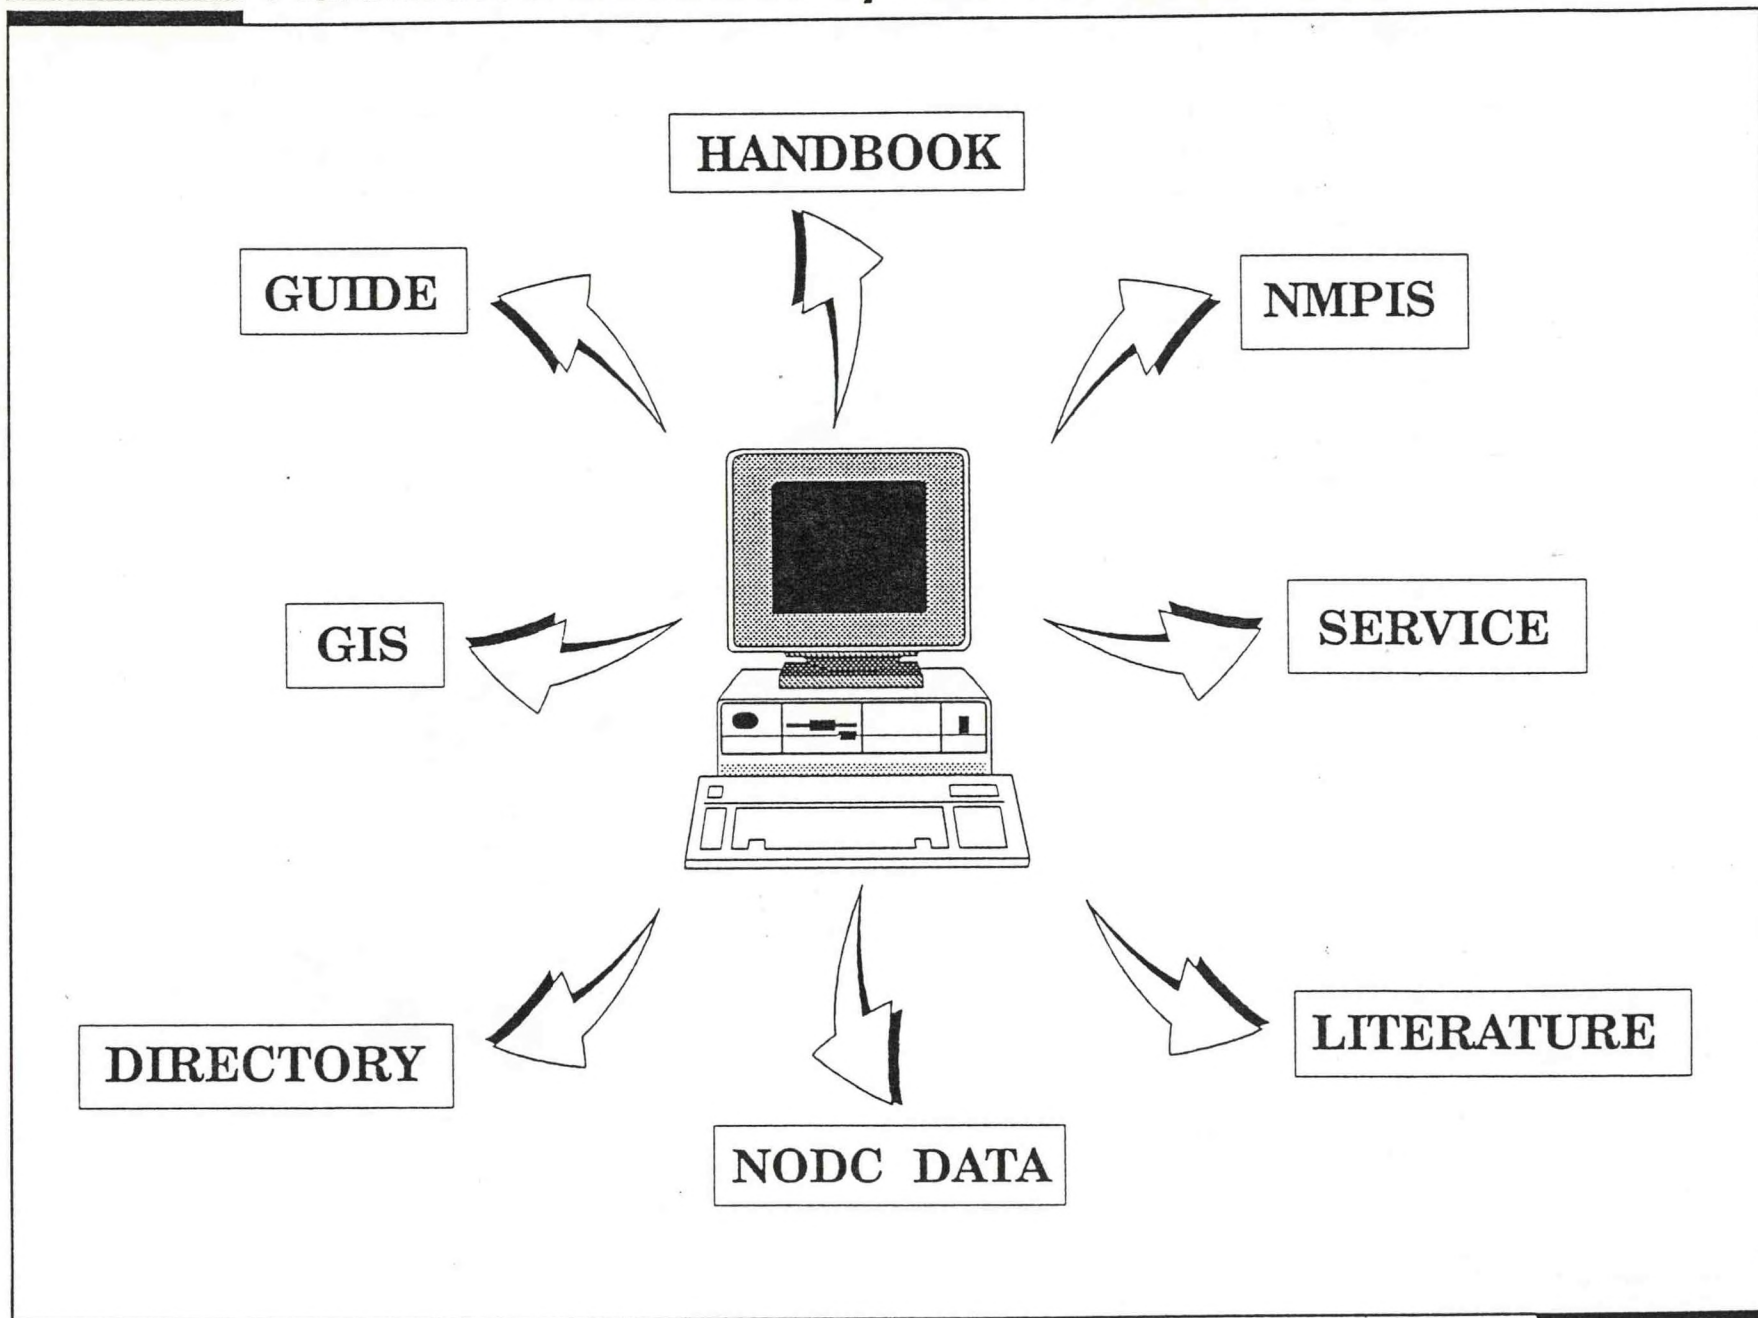 HANDBOOK
GUIDE
NMPIS
GIS
SERVICE
DIRECTORY
LITERATURE
NODC DATA